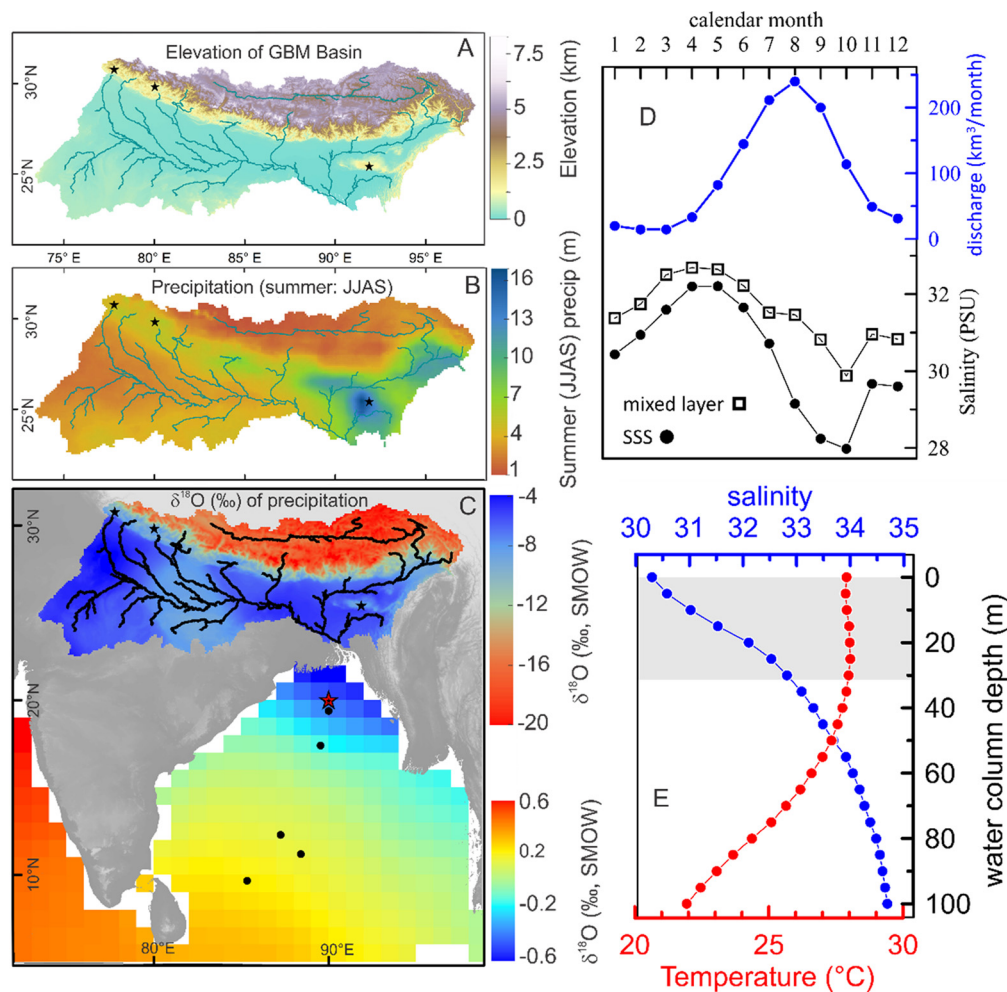 Elevation of GBM Basin
A
30°N
25°N
75°E
80°E
85°E
90°E
95°E
7.5
5
2.5
0
Elevation (km)
Precipitation (summer: JJAS)
B
30°N
25°N
16
13
10
7
4
1
Summer (JJAS) precip (m)
δ18O (‰) of precipitation
C
30°N
20°N
10°N
80°E
90°E
-4
-8
-12
-16
-20
δ18O (‰, SMOW)
0.6
0.2
-0.2
-0.6
δ18O (‰, SMOW)
calendar month
1 2 3 4 5 6 7 8 9 10 11 12
D
200
100
0
discharge (km3/month)
32
30
28
Salinity (PSU)
mixed layer
SSS
salinity
30 31 32 33 34 35
0
20
40
60
80
100
water column depth (m)
E
20 25 30
Temperature (°C)